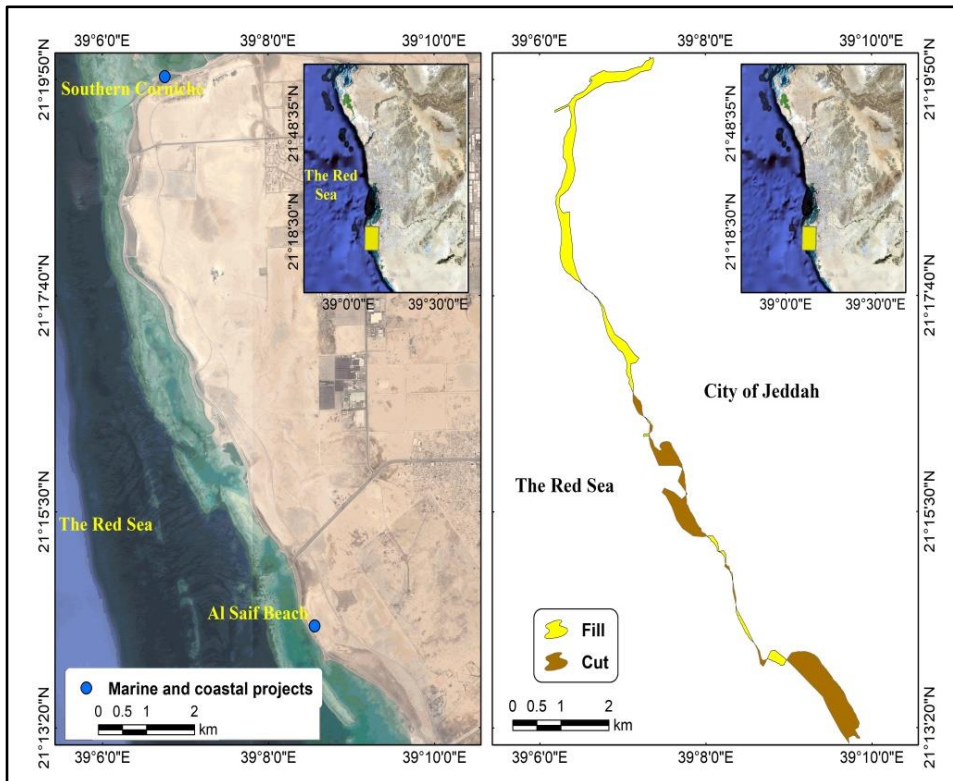 39°6'0"E
39°8'0"E
39°10'0"E
21°19'50"N
21°17'40"N
21°15'30"N
21°13'20"N
Southern Corniche
The Red
Sea
21°48'35"N
21°18'30"N
39°0'0"E
39°30'0"E
The Red Sea
Al Saif Beach
Marine and coastal projects
0 0.5 1 2
km
39°6'0"E
39°8'0"E
39°10'0"E
39°6'0"E
39°8'0"E
39°10'0"E
21°48'35"N
21°18'30"N
39°0'0"E
39°30'0"E
City of Jeddah
The Red Sea
Fill
Cut
0 0.5 1 2
km
21°19'50"N
21°17'40"N
21°15'30"N
21°13'20"N
39°6'0"E
39°8'0"E
39°10'0"E